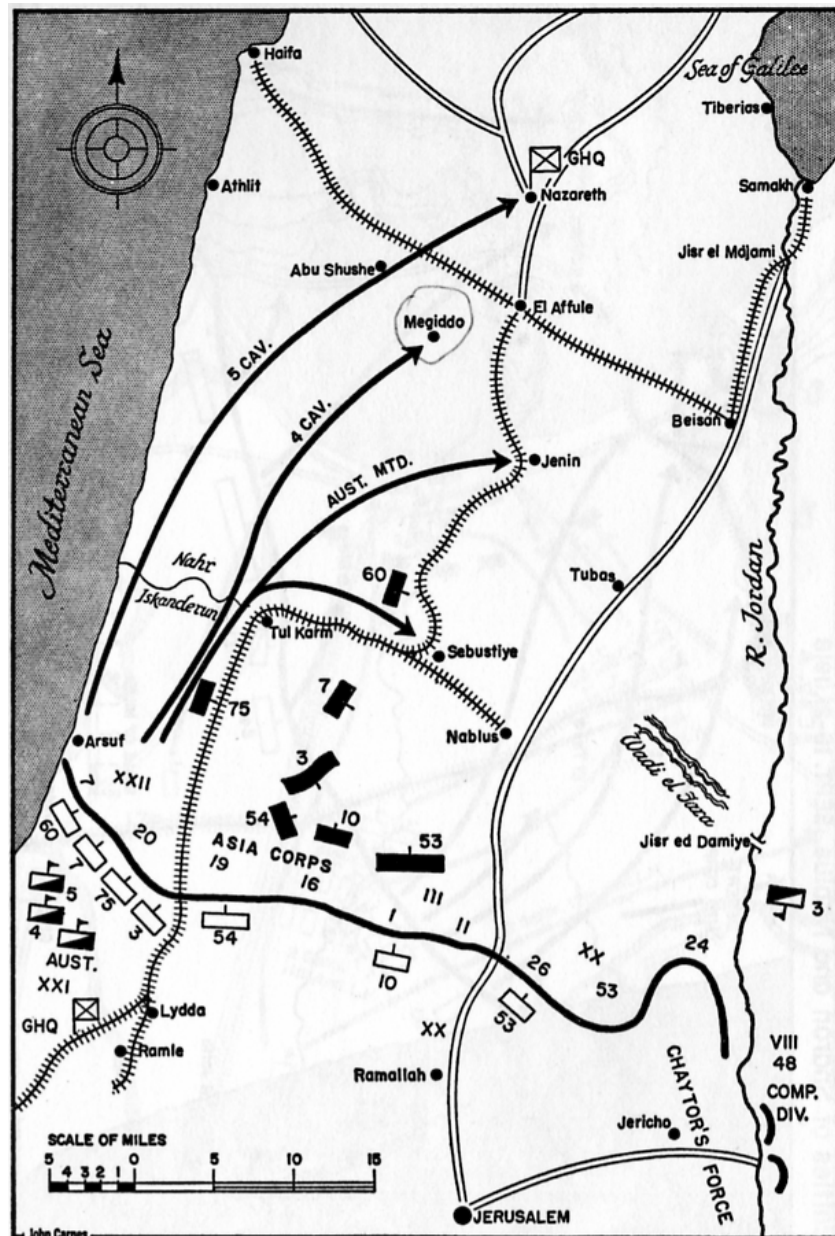 Haifa
Sea of Galilee
Tiberias
GHQ
Athlit
Nazareth
Samakh
Jisr el Mdjami
Abu Shushe
El Affule
Megiddo
5 CAV.
4 CAV.
Mediterranean Sea
Beisan
AUST. MTD.
Jenin
Nahr
Iskanderun
60
Tubas
R. Jordan
Tul Karm
Sebustiye
75
7
Nablus
Arsuf
3
Wadi el Fara
7
XXII
54
10
20
ASIA CORPS
53
Jisr ed Damiye
60
7
19
16
III
5
75
3
4
54
I
II
24
3
AUST.
10
26
XX
53
XXI
53
GHQ
Lydda
XX
Ramle
VIII
48
Ramallah
COMP.
DIV.
CHAYTOR'S FORCE
Jericho
SCALE OF MILES
5 4 3 2 1 0 5 10 15
JERUSALEM
John Carnes